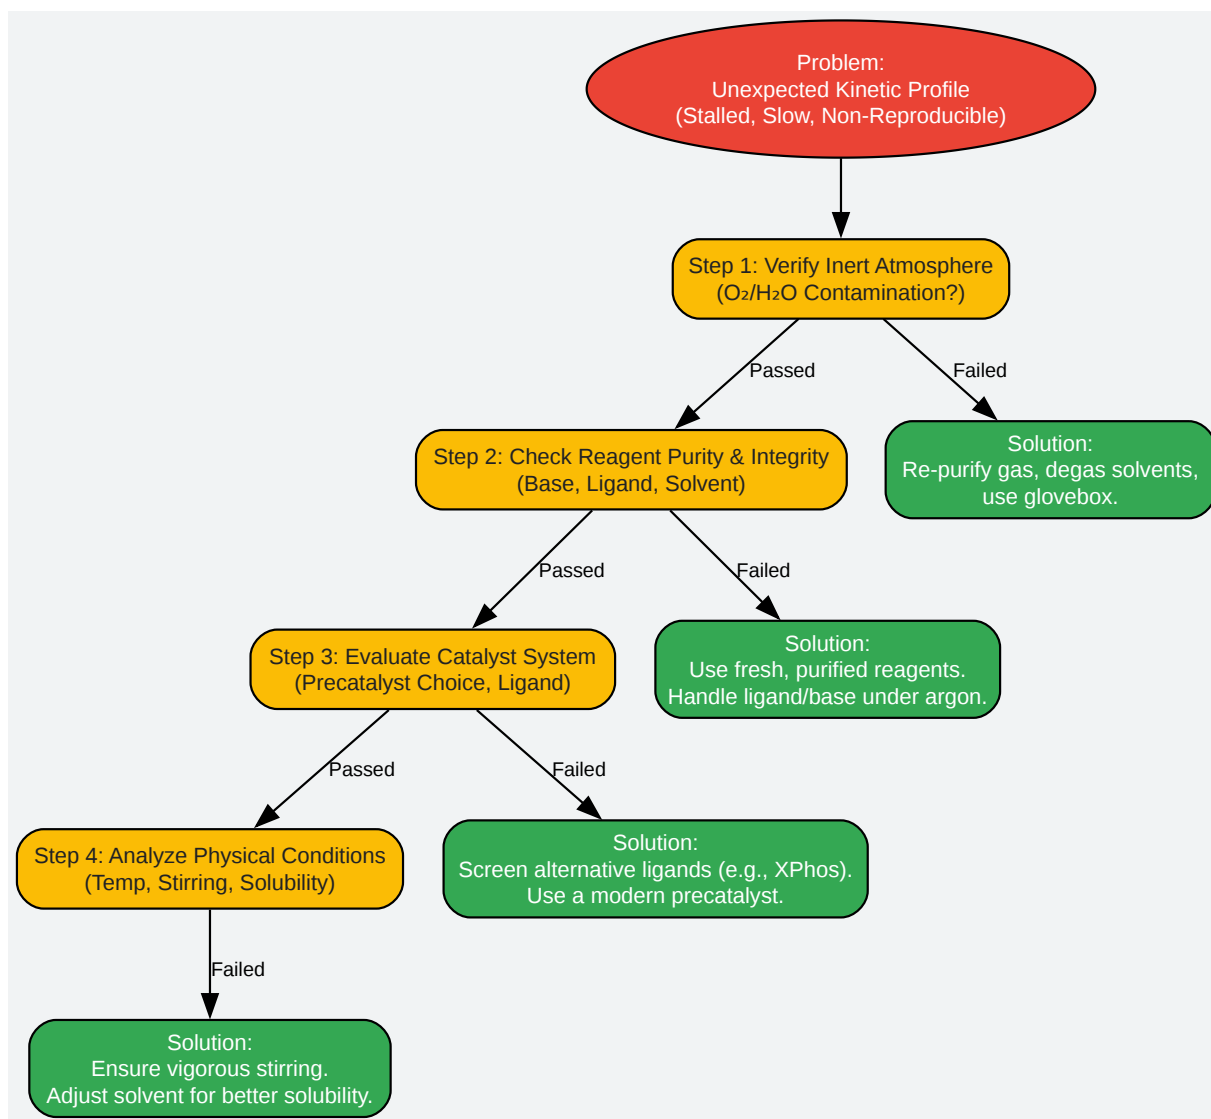 Problem:
Unexpected Kinetic Profile
(Stalled, Slow, Non-Reproducible)
Step 1: Verify Inert Atmosphere
(O₂/H₂O Contamination?)
Passed
Failed
Step 2: Check Reagent Purity & Integrity
(Base, Ligand, Solvent)
Solution:
Re-purify gas, degas solvents,
use glovebox.
Passed
Failed
Step 3: Evaluate Catalyst System
(Precatalyst Choice, Ligand)
Solution:
Use fresh, purified reagents.
Handle ligand/base under argon.
Passed
Failed
Step 4: Analyze Physical Conditions
(Temp, Stirring, Solubility)
Solution:
Screen alternative ligands (e.g., XPhos).
Use a modern precatalyst.
Failed
Solution:
Ensure vigorous stirring.
Adjust solvent for better solubility.